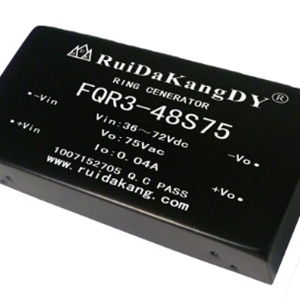 RuiDaKangDY®
RING CENERATOR
FQR3-48S75
-Vin
Vin: 36~72Vdc
-Vo
+Vin
Vo: 75Vac
Io: 0.04A
+Vo
1007152705 Q.C PASS
www.ruidakang.com